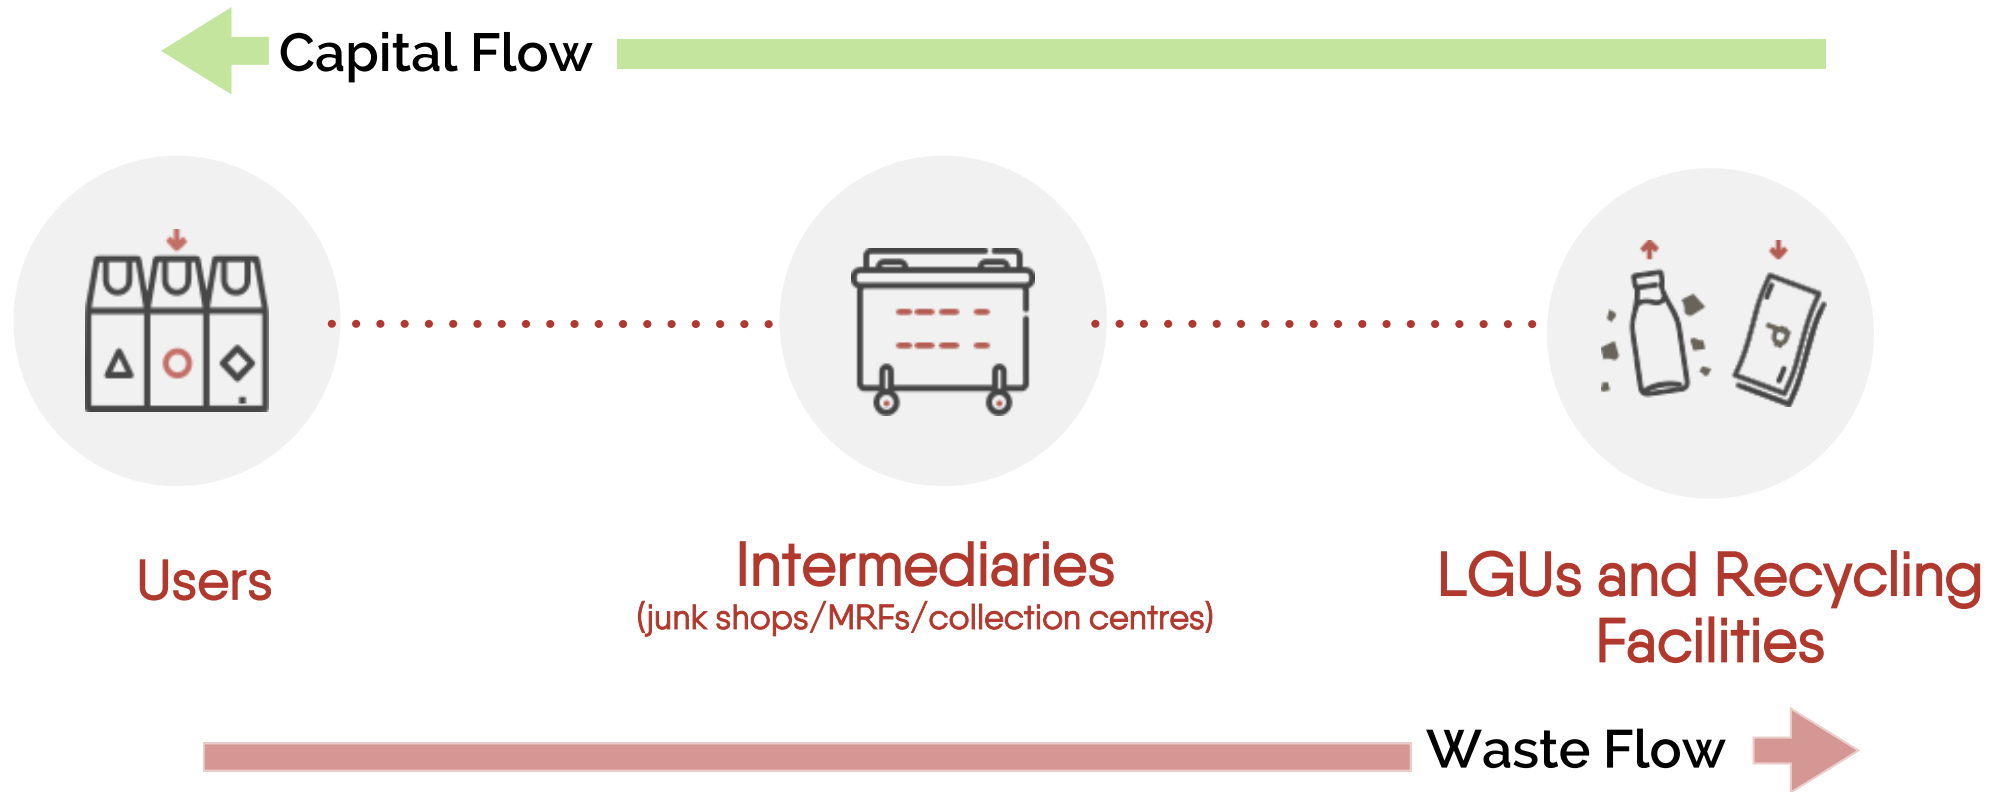 Capital Flow
Users
Intermediaries
(junk shops/MRFs/collection centres)
LGUs and Recycling
Facilities
Waste Flow